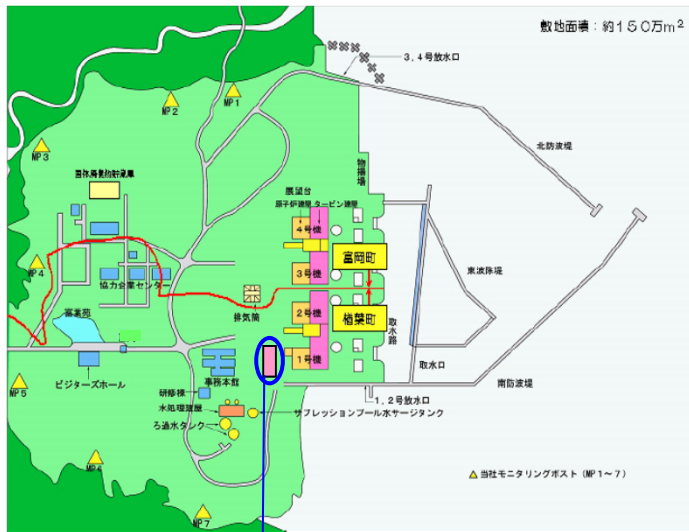 敷地面積：約１５０万m²
3，4号放水口
MP1
MP2
北防波堤
MP3
固体廃棄物貯蔵庫
物揚場
展望台
原子炉建屋 タービン建屋
4号機
富岡町
MP4
協力企業センター
3号機
東波除堤
排気筒
2号機
楢葉町
取水路
1号機
取水口
事務本館
ビジターズホール
南防波堤
MP5
研修棟
1，2号放水口
水処理建屋
サプレッションプール水サージタンク
ろ過水タンク
MP6
当社モニタリングポスト（MP1～7）
MP7